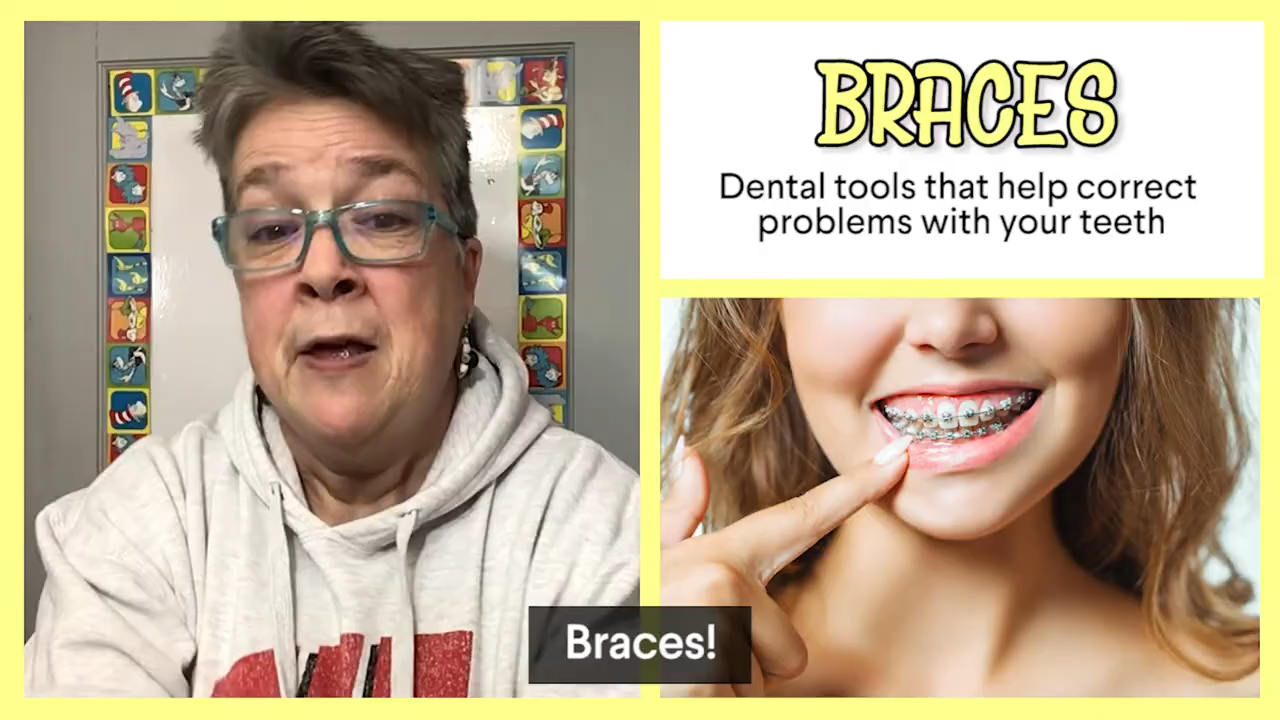 BRACES
Dental tools that help correct
problems with your teeth
Braces!